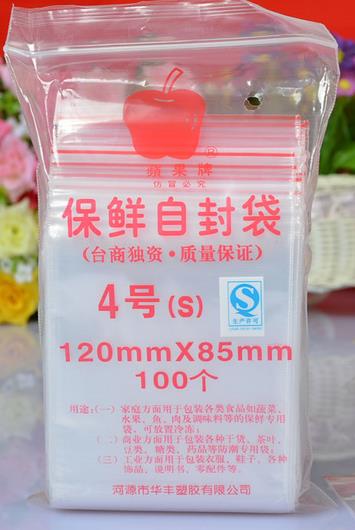 ®
蘋果牌
仿冒必究
保鲜自封袋
(台商独资·质量保证)
4号(S)
QS
生产许可
120mmX85mm
100个
用途:(一)家庭方面用于包装各类食品如蔬菜、
水果、鱼、肉及调味料等的保鲜专用
袋,可放置冷冻;
(二)商业方面用于包装各种干货、茶叶、
豆类、糖类、药品等防潮专用袋;
(三)工业方面用于包装衣服、鞋子、各种
饰品、说明书、零配件等。
河源市华丰塑胶有限公司